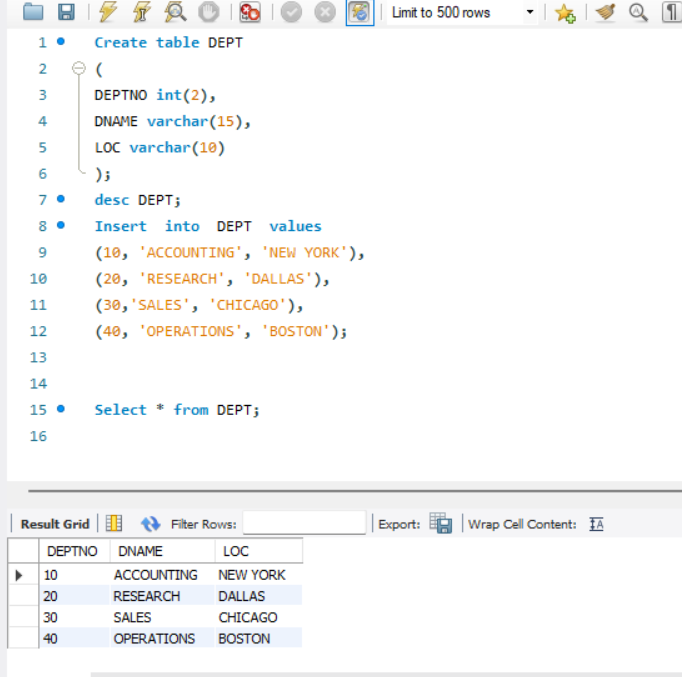 Limit to 500 rows
1 Create table DEPT
2 (
3 DEPTNO int(2),
4 DNAME varchar(15),
5 LOC varchar(10)
6 );
7 desc DEPT;
8 Insert into DEPT values
9 (10, 'ACCOUNTING', 'NEW YORK'),
10 (20, 'RESEARCH', 'DALLAS'),
11 (30,'SALES', 'CHICAGO'),
12 (40, 'OPERATIONS', 'BOSTON');
13
14
15 Select * from DEPT;
16
Result Grid Filter Rows: Export: Wrap Cell Content: IA
DEPTNO DNAME LOC
10 ACCOUNTING NEW YORK
20 RESEARCH DALLAS
30 SALES CHICAGO
40 OPERATIONS BOSTON